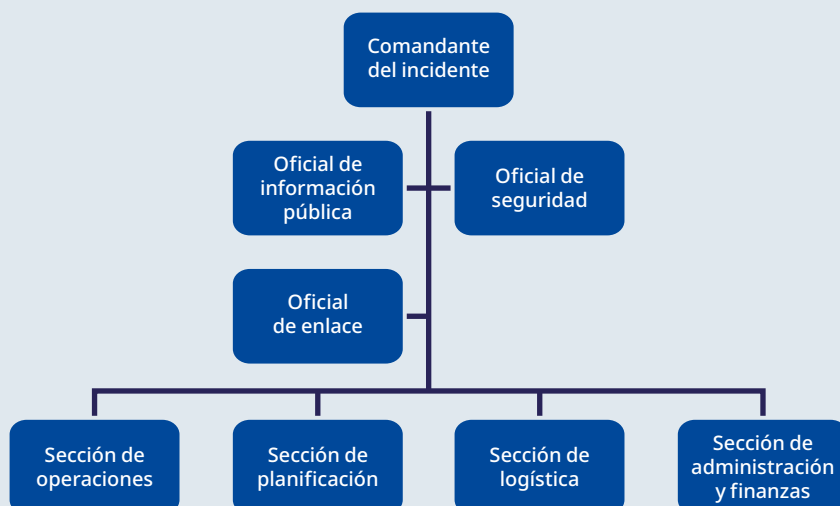 Comandante
del incidente
Oficial de
información
pública
Oficial de
seguridad
Oficial
de enlace
Sección de
operaciones
Sección de
planificación
Sección de
logística
Sección de
administración
y finanzas